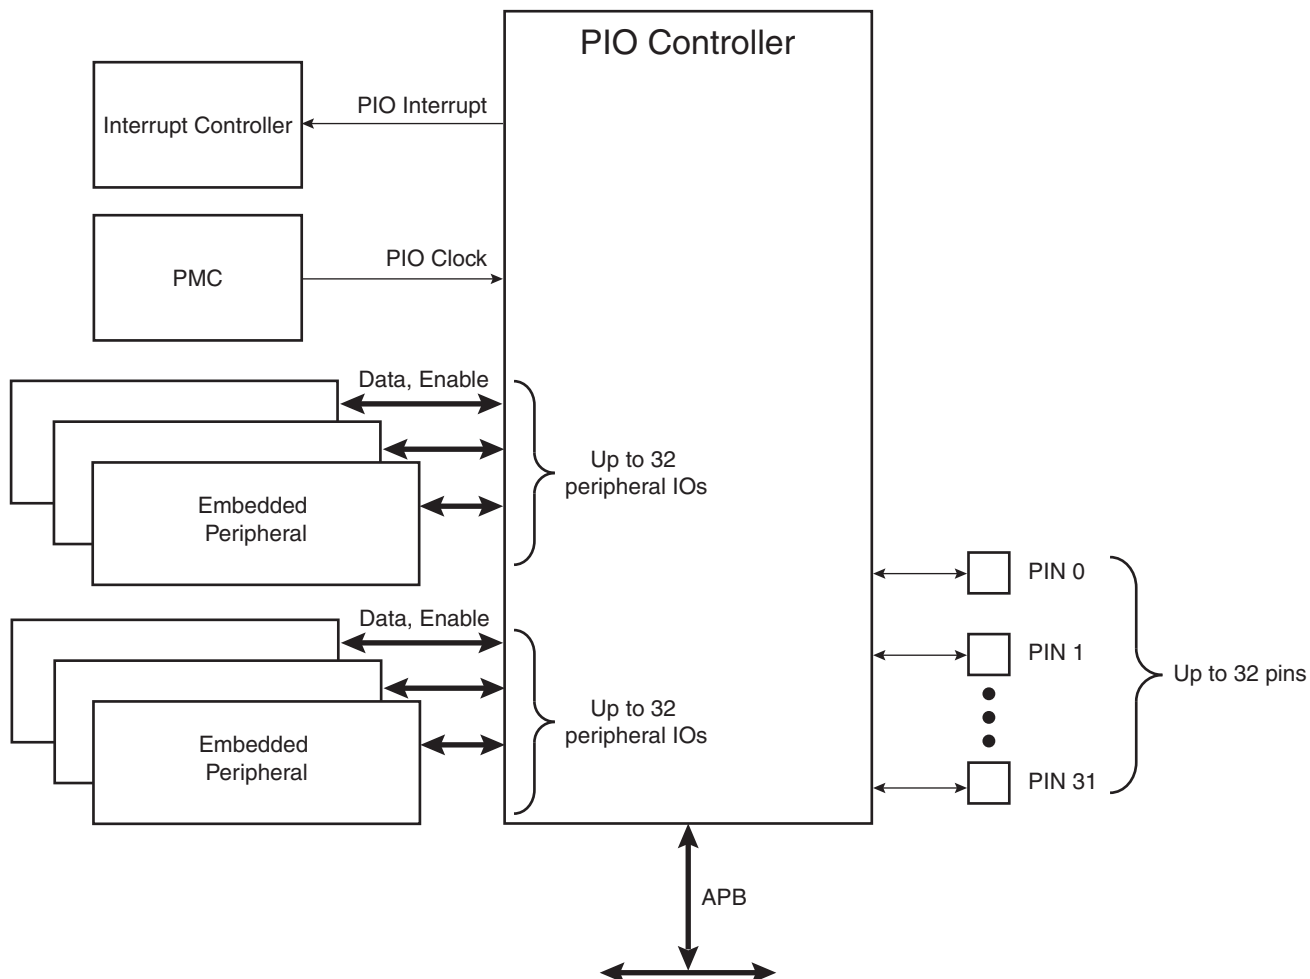 PIO Controller
PIO Interrupt
Interrupt Controller
PIO Clock
PMC
Data, Enable
Up to 32
peripheral IOs
Embedded
Peripheral
PIN 0
Data, Enable
PIN 1
Up to 32 pins
Up to 32
peripheral IOs
Embedded
Peripheral
PIN 31
APB